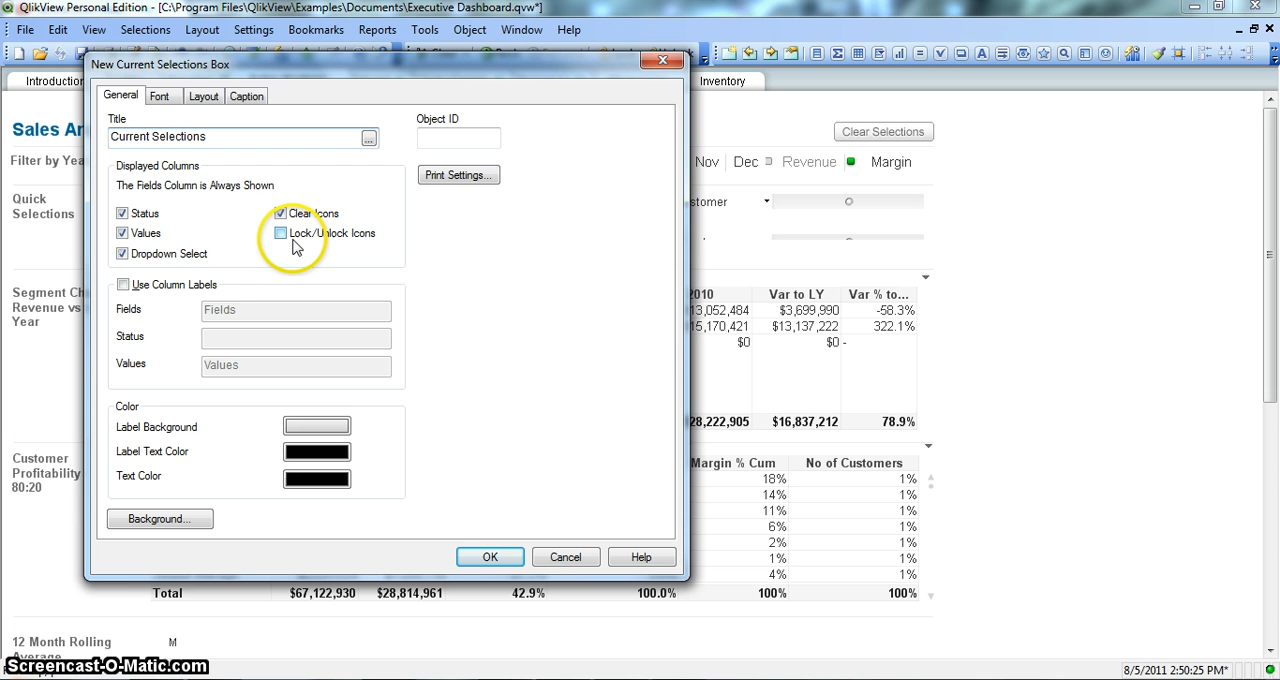 QlikView Personal Edition - [C:\Program Files\QlikView\Examples\Documents\Executive Dashboard.qvw*]
File Edit View Selections Layout Settings Bookmarks Reports Tools Object Window Help
Introduction
Inventory
New Current Selections Box
General Font Layout Caption
Title
Current Selections
...
Object ID
Print Settings...
Displayed Columns
The Fields Column is Always Shown
Status
Clear Icons
Values
Lock/Unlock Icons
Dropdown Select
Use Column Labels
Fields Fields
Status
Values Values
Color
Label Background
Label Text Color
Text Color
Background...
OK Cancel Help
Sales
Clear Selections
Filter by
Nov Dec Revenue Margin
Quick
Selections
Segment
Revenue vs
Year
2010 Var to LY Var % to...
13,052,484 $3,699,990 -58.3%
15,170,421 $13,137,222 322.1%
$0 $0 -
28,222,905 $16,837,212 78.9%
Customer
Profitability
80:20
Margin % Cum No of Customers
18% 1%
14% 1%
11% 1%
6% 1%
2% 1%
1% 1%
4% 1%
Total $67,122,930 $28,814,961 42.9% 100.0% 100% 100%
12 Month Rolling
Average
M
Screencast-O-Matic.com
8/5/2011 2:50:25 PM*